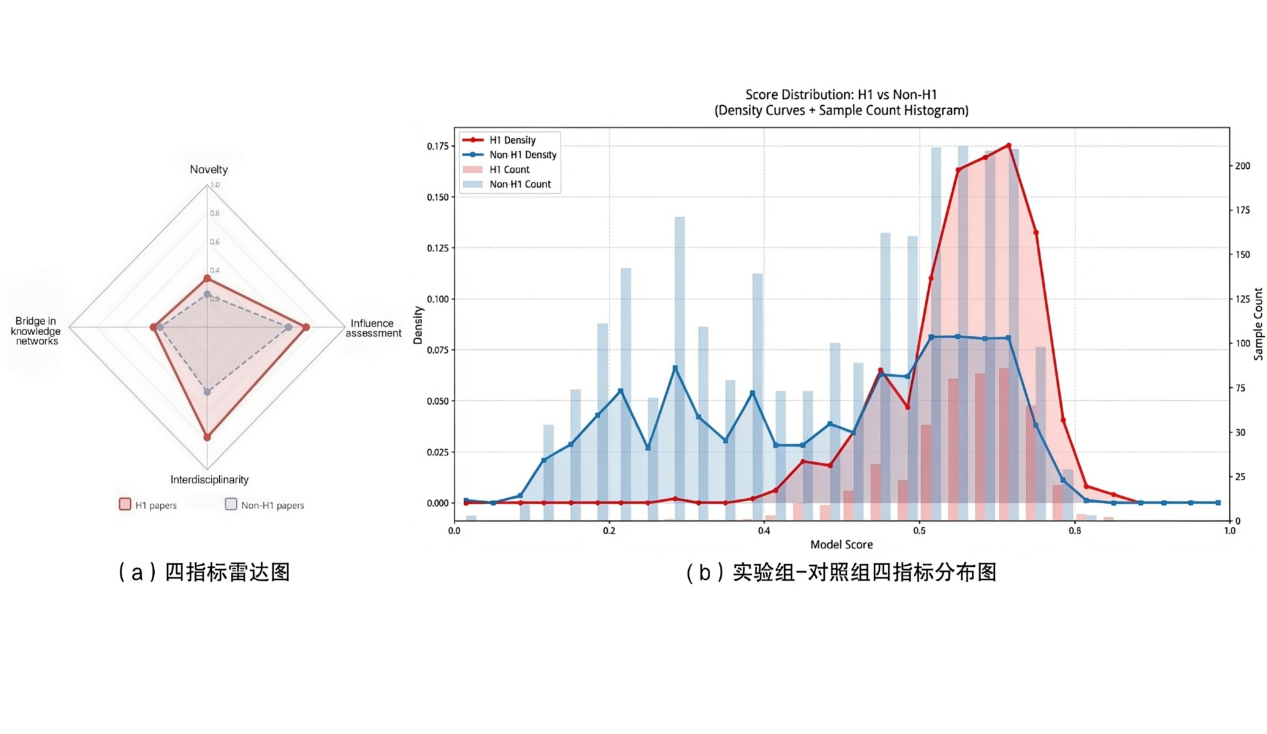 Novelty
1.0
0.8
0.6
0.4
Bridge in
knowledge
networks
Influence
assessment
Interdisciplinarity
H1 papers
Non-H1 papers
(a)四指标雷达图
Score Distribution: H1 vs Non-H1
(Density Curves + Sample Count Histogram)
H1 Density
Non H1 Density
H1 Count
Non-H1 Count
Density
0.175
0.150
0.125
0.100
0.075
0.050
0.025
0.000
0.0
0.2
0.4
0.5
0.8
1.0
Model Score
200
175
150
125
100
75
50
25
0
Sample Count
(b)实验组-对照组四指标分布图